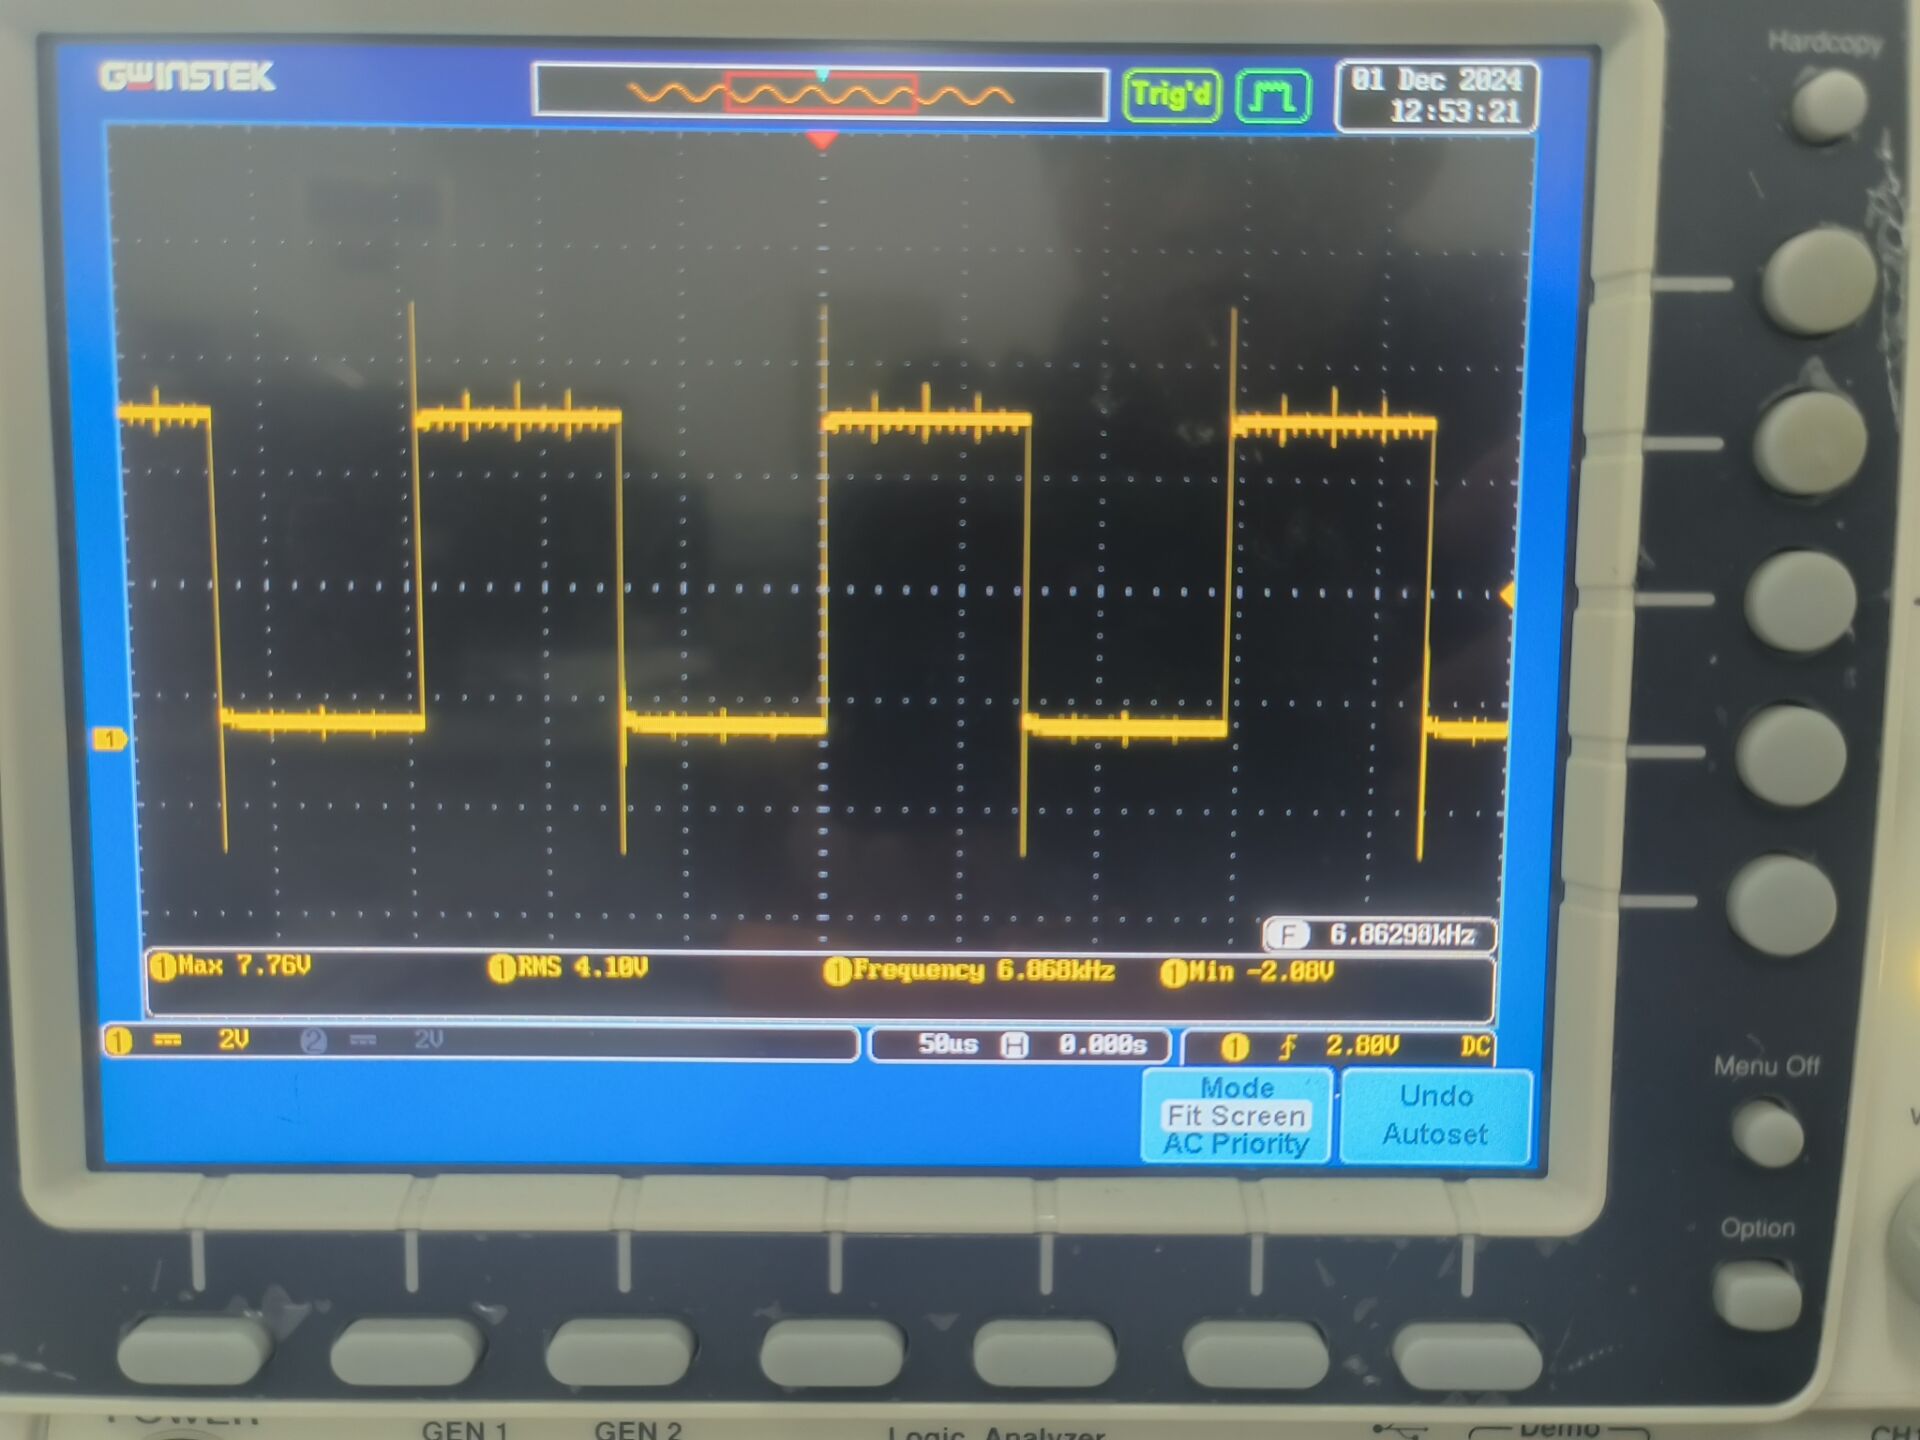 Hardcopy
GWINSTEK
Trig'd
01 Dec 2024
12:53:21
1
F 6.86298kHz
1 Max 7.76V 1 RMS 4.10V 1 Frequency 6.868kHz 1 Min -2.08V
1 2V 2 2V 50us H 0.000s 1 2.80V DC
Mode
Fit Screen
AC Priority
Undo
Autoset
Menu Off
Option
POWER
GEN 1
GEN 2
Logic Analyzer
Demo